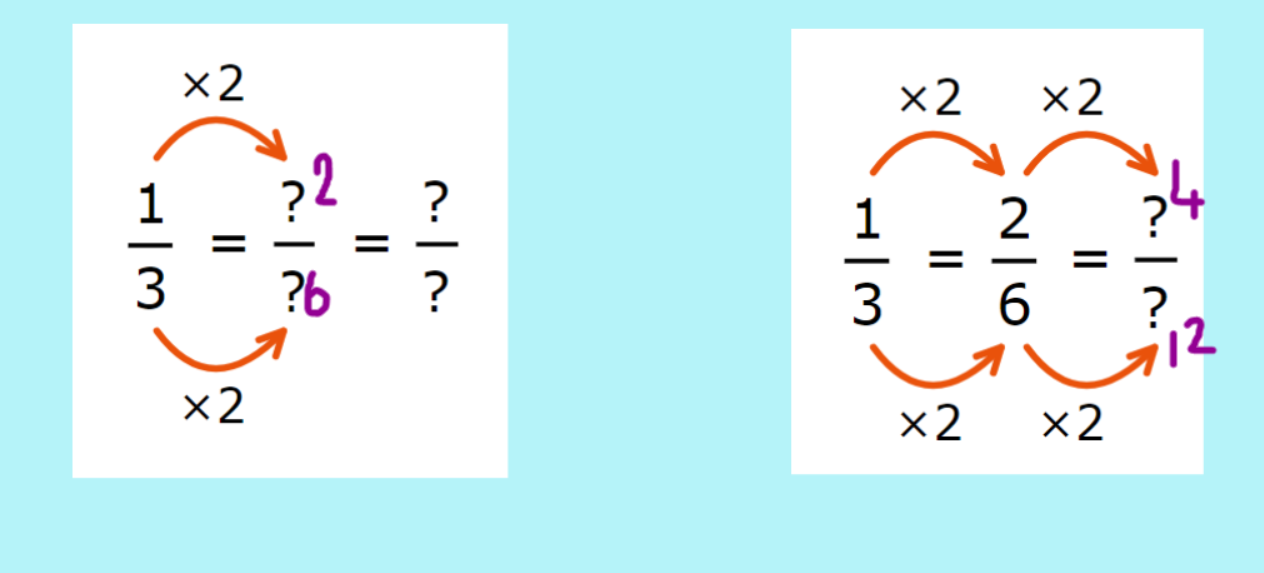 ×2
1/3 = ?2/?6 = ?/?
×2
×2 ×2
1/3 = 2/6 = ?4/?12
×2 ×2